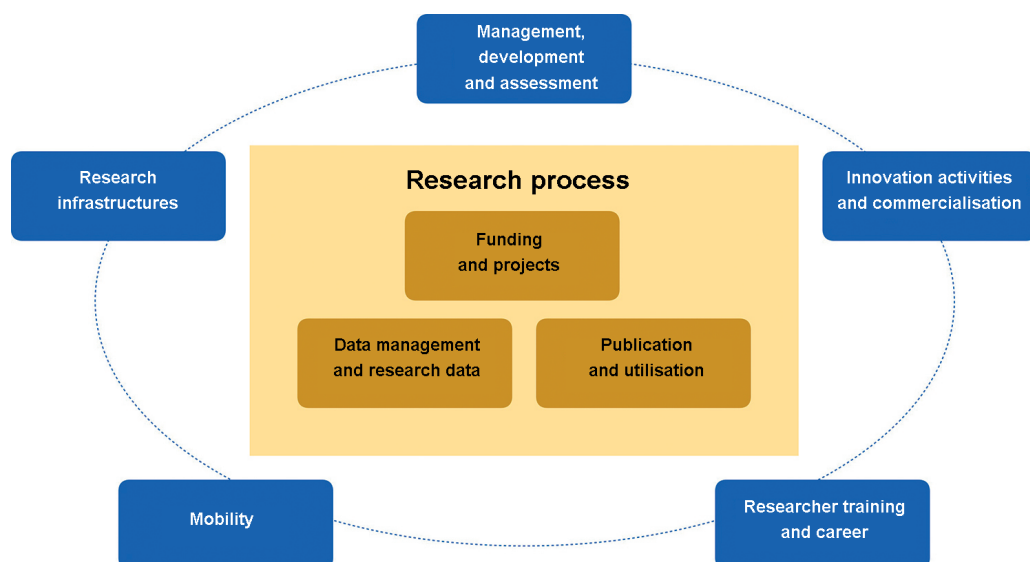 Management,
development
and assessment
Research
infrastructures
Innovation activities
and commercialisation
Research process
Funding
and projects
Data management
and research data
Publication
and utilisation
Mobility
Researcher training
and career